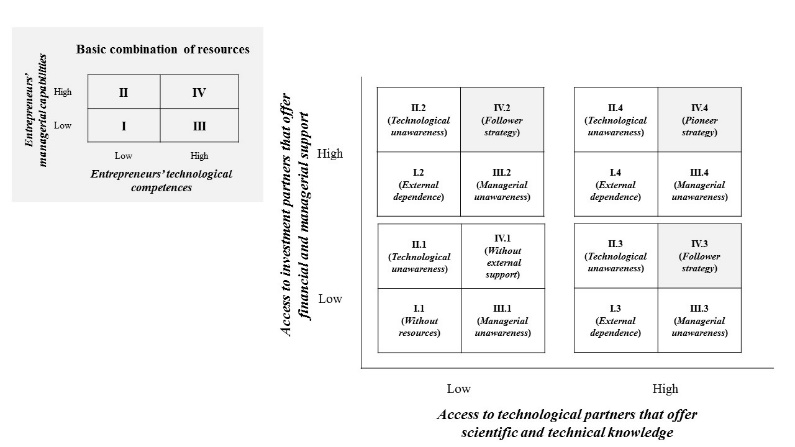 Basic combination of resources
Entrepreneurs'
managerial capabilities
High
II
IV
Low
I
III
Low
High
Entrepreneurs' technological
competences
Access to investment partners that offer
financial and managerial support
High
II.2
(Technological
unawareness)
IV.2
(Follower
strategy)
II.4
(Technological
unawareness)
IV.4
(Pioneer
strategy)
I.2
(External
dependence)
III.2
(Managerial
unawareness)
I.4
(External
dependence)
III.4
(Managerial
unawareness)
Low
II.1
(Technological
unawareness)
IV.1
(Without
external
support)
II.3
(Technological
unawareness)
IV.3
(Follower
strategy)
I.1
(Without
resources)
III.1
(Managerial
unawareness)
I.3
(External
dependence)
III.3
(Managerial
unawareness)
Low
High
Access to technological partners that offer
scientific and technical knowledge